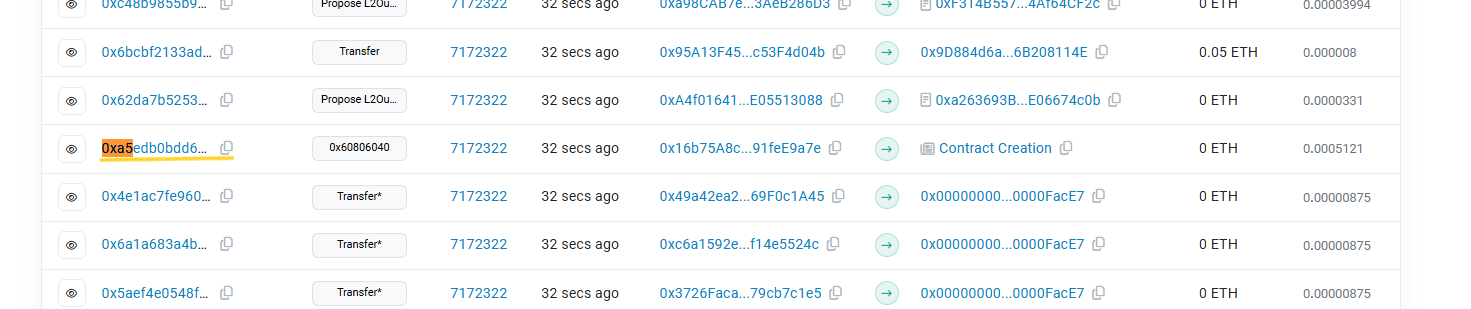 0xc48b9855b9... Propose L2Ou... 7172322 32 secs ago 0xa98CAB7e...3AeB286D3 0xF314B557...4Af64CF2c 0 ETH 0.00003994
0x6bcbf2133ad... Transfer 7172322 32 secs ago 0x95A13F45...c53F4d04b 0x9D884d6a...6B208114E 0.05 ETH 0.000008
0x62da7b5253... Propose L2Ou... 7172322 32 secs ago 0xA4f01641...E05513088 0xa263693B...E06674c0b 0 ETH 0.0000331
0xa5edb0bdd6... 0x60806040 7172322 32 secs ago 0x16b75A8c...91feE9a7e Contract Creation 0 ETH 0.0005121
0x4e1ac7fe960... Transfer* 7172322 32 secs ago 0x49a42ea2...69F0c1A45 0x00000000...0000FacE7 0 ETH 0.00000875
0x6a1a683a4b... Transfer* 7172322 32 secs ago 0xc6a1592e...f14e5524c 0x00000000...0000FacE7 0 ETH 0.00000875
0x5aef4e0548f... Transfer* 7172322 32 secs ago 0x3726Faca...79cb7c1e5 0x00000000...0000FacE7 0 ETH 0.00000875